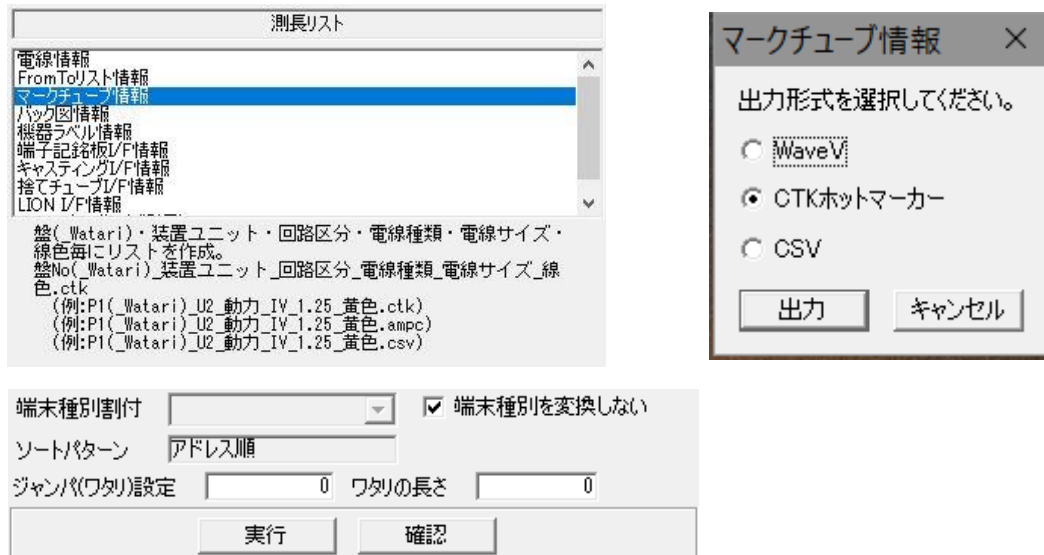 測長リスト
電線情報
FromToリスト情報
マークチューブ情報
バック図情報
機器ラベル情報
端子記銘板I/F情報
キャスティングI/F情報
捨てチューブI/F情報
LION I/F情報
盤(_Watari)・装置ユニット・回路区分・電線種類・電線サイズ・
線色毎にリストを作成。
盤No(_Watari)_装置ユニット_回路区分_電線種類_電線サイズ_線
色.ctk
(例:P1(_Watari)_U2_動力_IV_1.25_黄色.ctk)
(例:P1(_Watari)_U2_動力_IV_1.25_黄色.ampc)
(例:P1(_Watari)_U2_動力_IV_1.25_黄色.csv)
マークチューブ情報
出力形式を選択してください。
WaveV
CTKホットマーカー
CSV
出力 キャンセル
端末種別割付 端末種別を変換しない
ソートパターン アドレス順
ジャンパ(ワタリ)設定 0 ワタリの長さ 0
実行 確認